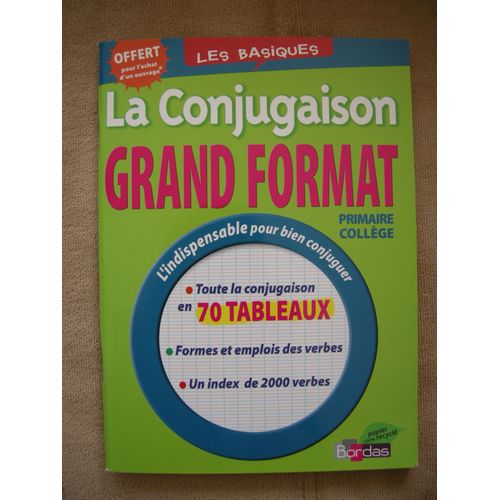 OFFERT
pour l'achat
d'un ouvrage*
LES BASIQUES
La Conjugaison
GRAND FORMAT
PRIMAIRE
COLLÈGE
L'indispensable pour bien conjuguer
• Toute la conjugaison
en 70 TABLEAUX
• Formes et emplois des verbes
• Un index de 2000 verbes
papier
100% recyclé
Bordas